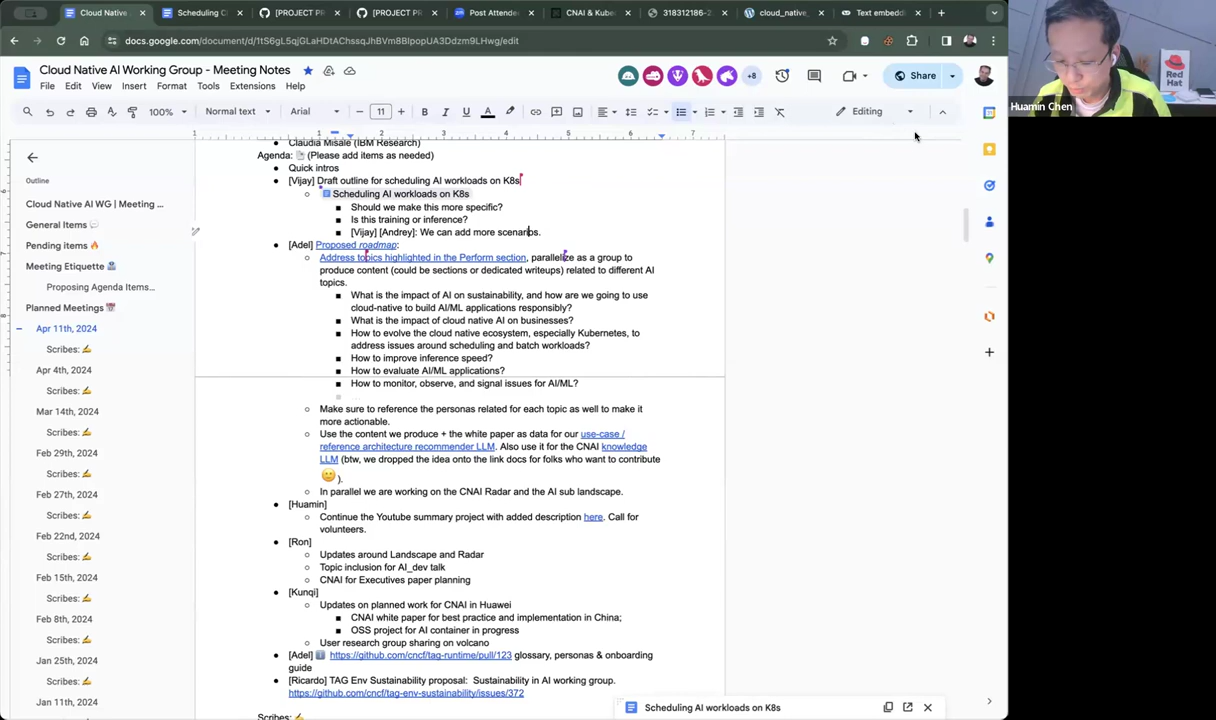 Cloud Native
Scheduling C
[PROJECT PR
[PROJECT PR
Post Attende
CNAI & Kube
318312186-2
cloud_native_
Text embeddi
docs.google.com/document/d/
Cloud Native AI Working Group - Meeting Notes
File Edit View Insert Format Tools Extensions
+8
Share
100%
Normal text
Arial
11
Editing
Red Hat
Huamin Chen
1 1 2 3 4 5 6 7
Outline
Cloud Native AI WG | Meeting ...
General Items 💬
Pending items 🔥
Meeting Etiquette
Proposing Agenda Items...
Planned Meetings 📅
Apr 11th, 2024
Scribes: ✍️
Apr 4th, 2024
Scribes: ✍️
Mar 14th, 2024
Scribes: ✍️
Feb 29th, 2024
Scribes: ✍️
Feb 27th, 2024
Scribes: ✍️
Feb 22nd, 2024
Scribes: ✍️
Feb 15th, 2024
Scribes: ✍️
Feb 8th, 2024
Scribes: ✍️
Jan 25th, 2024
Scribes: ✍️
Jan 11th, 2024
Claudia Misale (IBM Research)
Agenda: (Please add items as needed)
Quick intros
[Vijay] Draft outline for scheduling AI workloads on K8s
Scheduling AI workloads on K8s
Should we make this more specific?
Is this training or inference?
[Vijay] [Andrey]: We can add more scenarios.
[Adel] Proposed roadmap:
Address topics highlighted in the Perform section, parallelize as a group to
produce content (could be sections or dedicated writeups) related to different AI
topics.
What is the impact of AI on sustainability, and how are we going to use
cloud-native to build AI/ML applications responsibly?
What is the impact of cloud native AI on businesses?
How to evolve the cloud native ecosystem, especially Kubernetes, to
address issues around scheduling and batch workloads?
How to improve inference speed?
How to evaluate AI/ML applications?
How to monitor, observe, and signal issues for AI/ML?
...
Make sure to reference the personas related for each topic as well to make it
more actionable.
Use the content we produce + the white paper as data for our use-case /
reference architecture recommender LLM. Also use it for the CNAI knowledge
LLM (btw, we dropped the idea onto the link docs for folks who want to contribute
😊 ).
In parallel we are working on the CNAI Radar and the AI sub landscape.
[Huamin]
Continue the Youtube summary project with added description here. Call for
volunteers.
[Ron]
Updates around Landscape and Radar
Topic inclusion for AI_dev talk
CNAI for Executives paper planning
[Kunqi]
Updates on planned work for CNAI in Huawei
CNAI white paper for best practice and implementation in China;
OSS project for AI container in progress
User research group sharing on volcano
[Adel] ℹ️ https://github.com/cncf/tag-runtime/pull/123 glossary, personas & onboarding
guide
[Ricardo] TAG Env Sustainability proposal: Sustainability in AI working group.
https://github.com/cncf/tag-env-sustainability/issues/372
Scribes: ✍️
Scheduling AI workloads on K8s